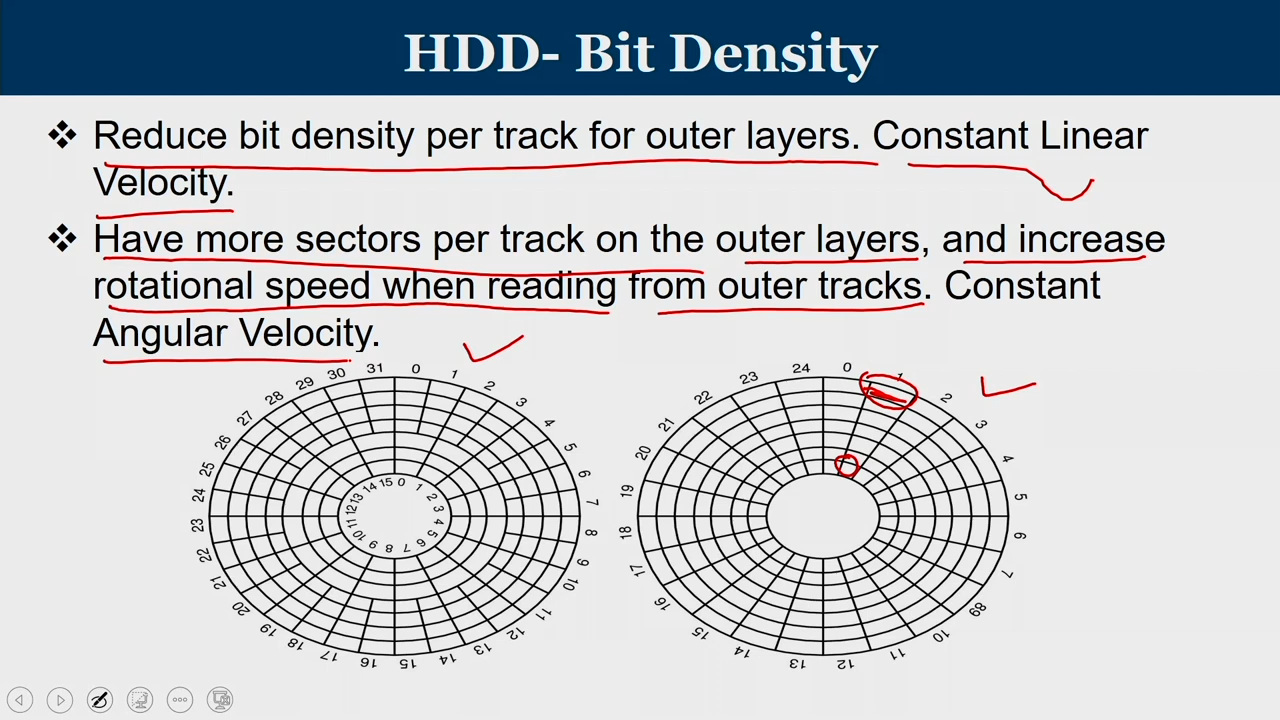 HDD- Bit Density
❖ Reduce bit density per track for outer layers. Constant Linear
Velocity.
❖ Have more sectors per track on the outer layers, and increase
rotational speed when reading from outer tracks. Constant
Angular Velocity.
0 1 2 3 4 5 6 7 8 9 10 11 12 13 14 15 16 17 18 19 20 21 22 23 24 25 26 27 28 29 30 31
0 1 2 3 4 5 6 7 8 9 10 11 12 13 14 15
0 1 2 3 4 5 6 7 8 9 10 11 12 13 14 15 16 17 18 19 20 21 22 23 24